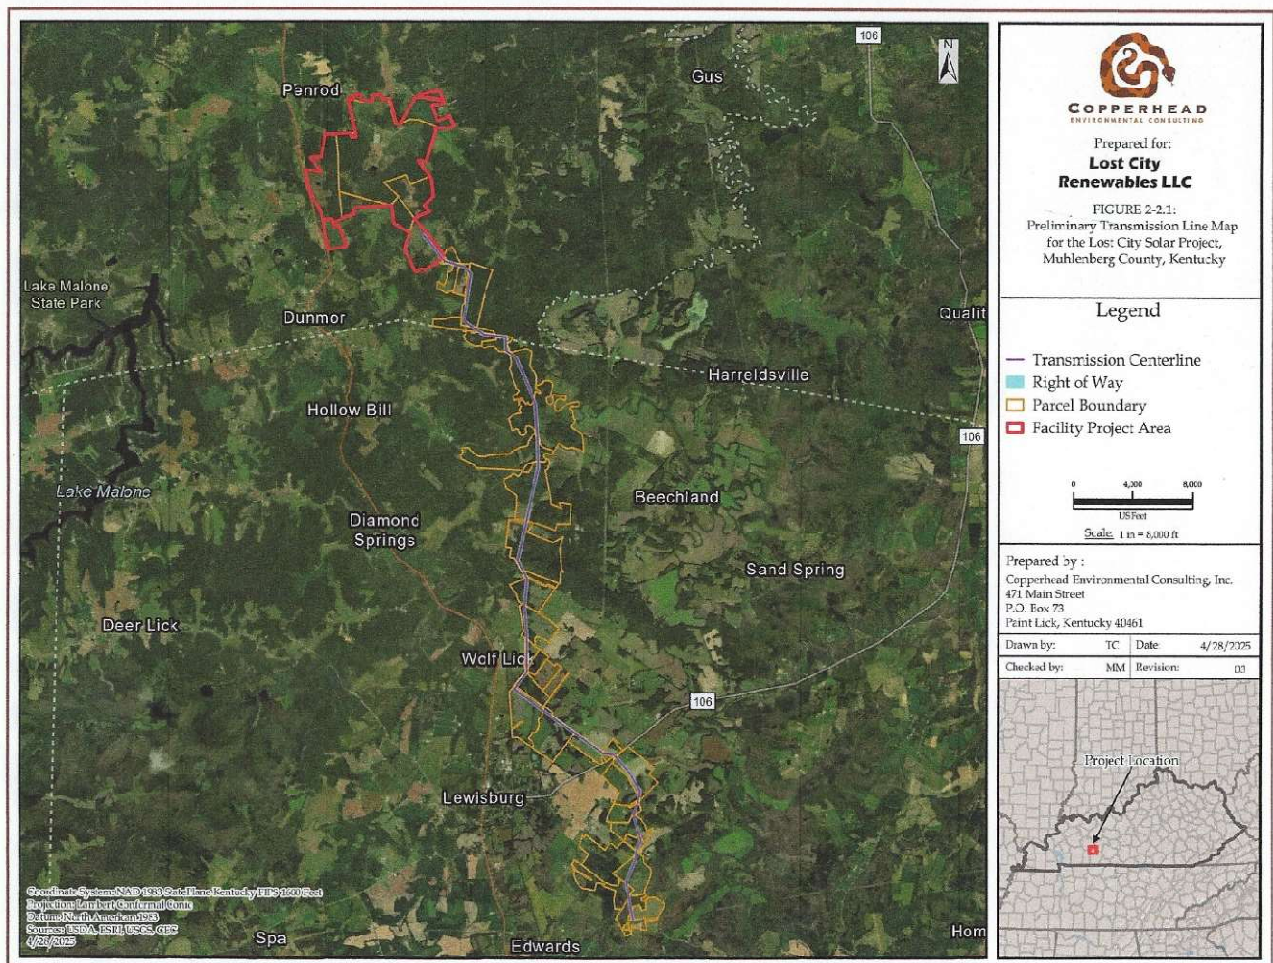 106
N
Gus
Penrod
Lake Malone
State Park
Dunmor
Qualit
Harreldsville
Hollow Bill
106
Lake Malone
Beechland
Diamond
Springs
Sand Spring
Deer Lick
Wolf Lick
106
Lewisburg
Coordinate System: NAD 1983 StatePlane Kentucky FIPS 1600 Feet
Projection: Lambert Conformal Conic
Datum: North American 1983
Sources: USDA, ESRI, USGS,
4/28/2025
Spa
Edwards
Hom
COPPERHEAD
ENVIRONMENTAL CONSULTING
Prepared for:
Lost City
Renewables LLC
FIGURE 2-2.1:
Preliminary Transmission Line Map
for the Lost City Solar Project,
Muhlenberg County, Kentucky
Legend
Transmission Centerline
Right of Way
Parcel Boundary
Facility Project Area
0 4,000 8,000
US Feet
Scale: 1 in = 8,000 ft
Prepared by :
Copperhead Environmental Consulting, Inc.
471 Main Street
P.O. Box 73
Paint Lick, Kentucky 40461
Drawn by: TC Date: 4/28/2025
Checked by: MM Revision: 03
Project Location